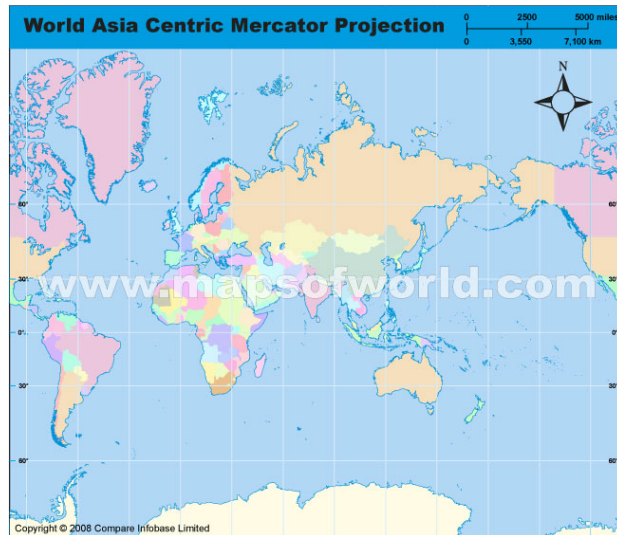 World Asia Centric Mercator Projection
0 2500 5000 miles
0 3,550 7,100 km
N
60° 60°
30° 30°
www.mapsofworld.com
0° 0°
30° 30°
60° 60°
Copyright © 2008 Compare Infobase Limited